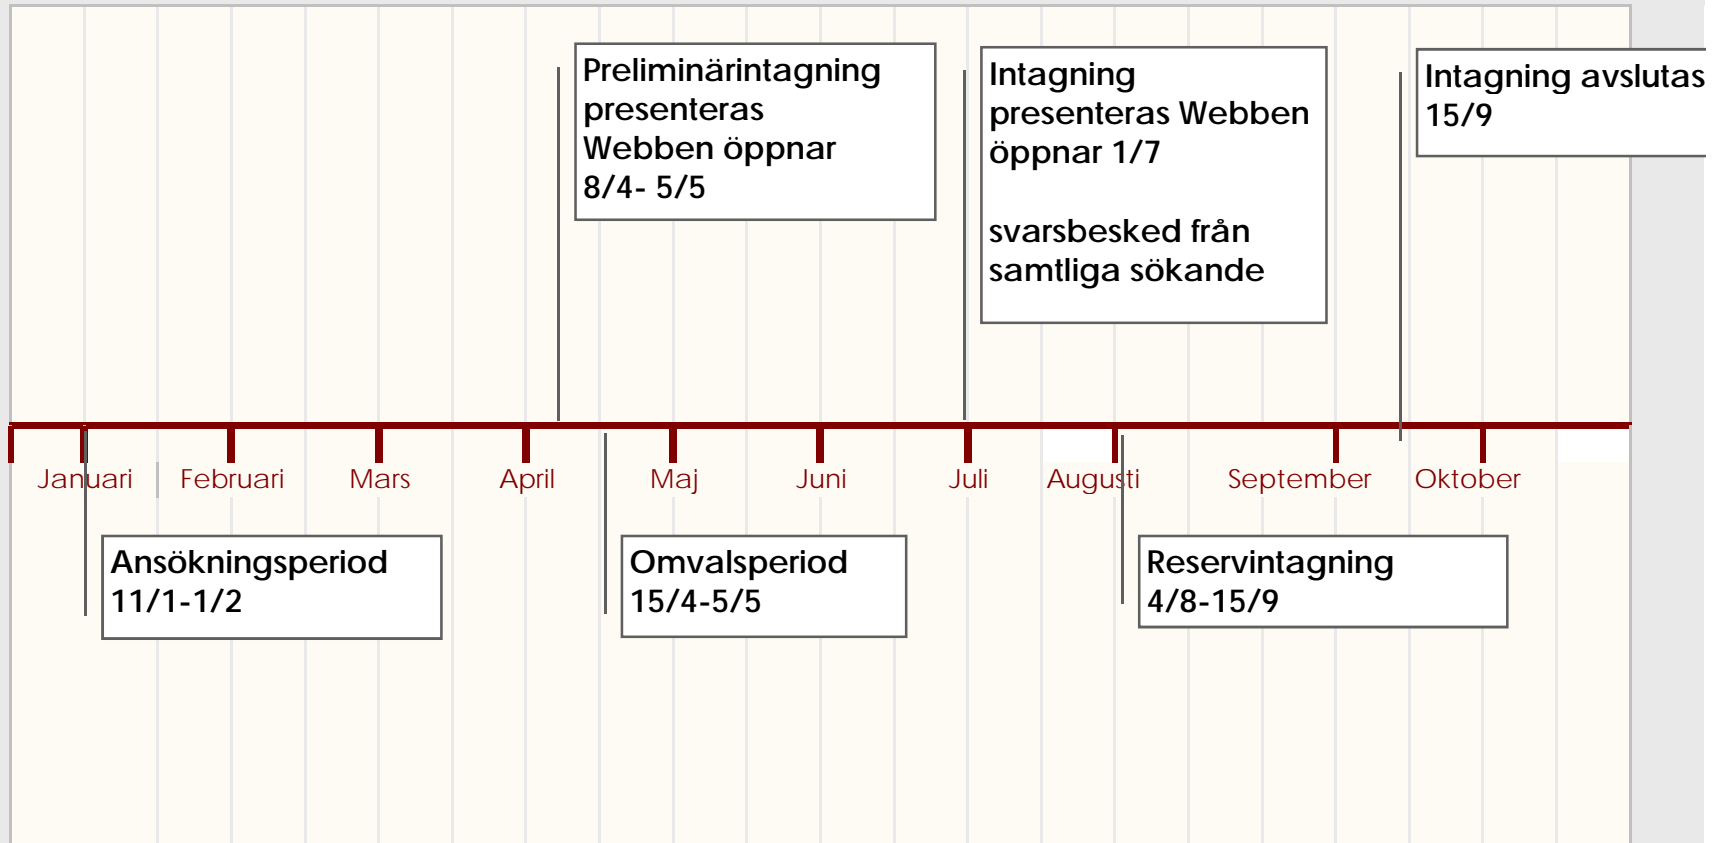 Preliminärintagning
presenteras
Webben öppnar
8/4- 5/5
Intagning
presenteras Webben
öppnar 1/7
svarsbesked från
samtliga sökande
Intagning avslutas
15/9
Januari
Februari
Mars
April
Maj
Juni
Juli
Augusti
September
Oktober
Ansökningsperiod
11/1-1/2
Omvalsperiod
15/4-5/5
Reservintagning
4/8-15/9